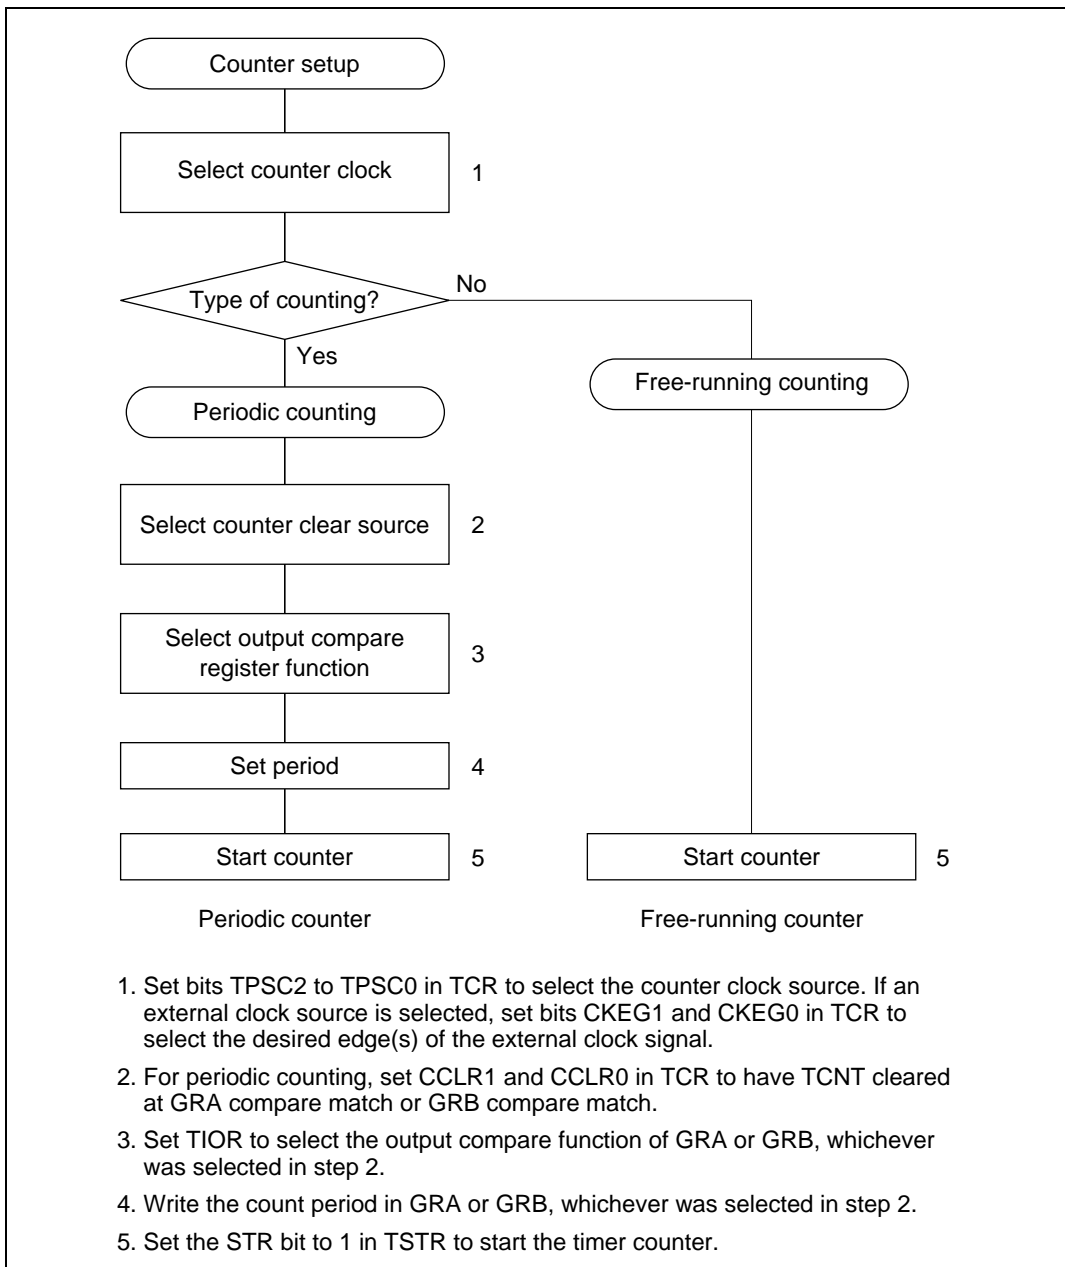 Counter setup
Select counter clock
1
Type of counting?
No
Yes
Free-running counting
Periodic counting
Select counter clear source
2
Select output compare
register function
3
Set period
4
Start counter
5
Start counter
5
Periodic counter
Free-running counter
1. Set bits TPSC2 to TPSC0 in TCR to select the counter clock source. If an
external clock source is selected, set bits CKEG1 and CKEG0 in TCR to
select the desired edge(s) of the external clock signal.
2. For periodic counting, set CCLR1 and CCLR0 in TCR to have TCNT cleared
at GRA compare match or GRB compare match.
3. Set TIOR to select the output compare function of GRA or GRB, whichever
was selected in step 2.
4. Write the count period in GRA or GRB, whichever was selected in step 2.
5. Set the STR bit to 1 in TSTR to start the timer counter.